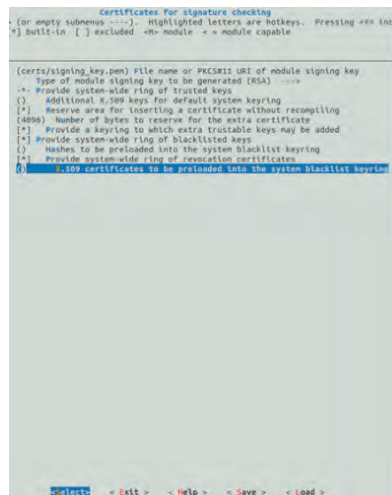 Certificates for signature checking
(or empty submenus ----). Highlighted letters are hotkeys. Pressing <Y> inc
*] built-in [ ] excluded <M> module < > module capable
(certs/signing_key.pem) File name or PKCS#11 URI of module signing key
Type of module signing key to be generated (RSA) --->
-*- Provide system-wide ring of trusted keys
() Additional X.509 keys for default system keyring
[*] Reserve area for inserting a certificate without recompiling
(4096) Number of bytes to reserve for the extra certificate
[*] Provide a keyring to which extra trustable keys may be added
[*] Provide system-wide ring of blacklisted keys
() Hashes to be preloaded into the system blacklist keyring
[*] Provide system-wide ring of revocation certificates
() X.509 certificates to be preloaded into the system blacklist keyring
<Select> < Exit > < Help > < Save > < Load >